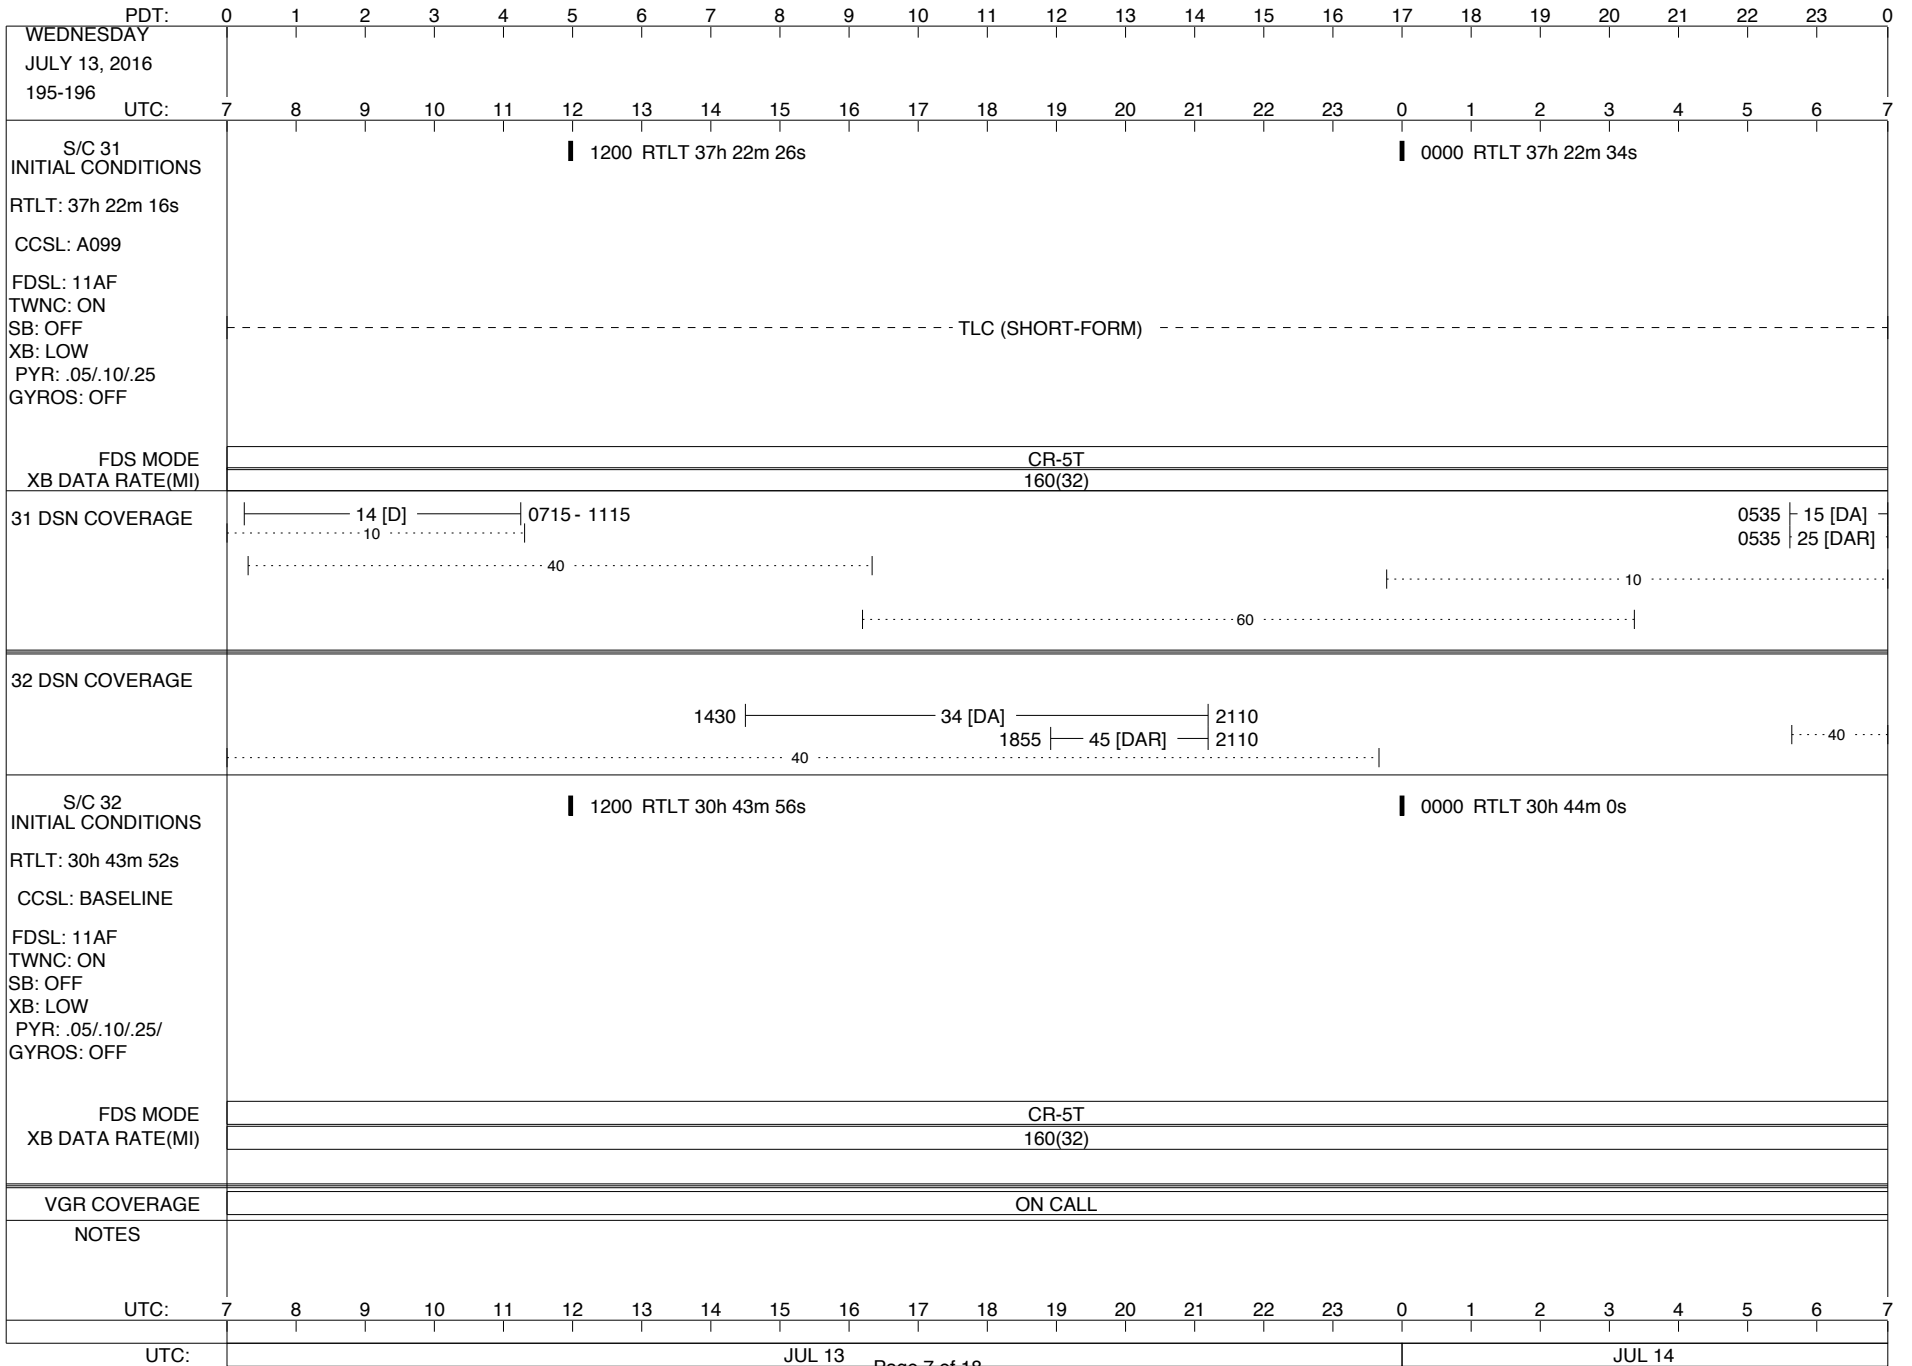 PDT: 0 1 2 3 4 5 6 7 8 9 10 11 12 13 14 15 16 17 18 19 20 21 22 23 0
WEDNESDAY
JULY 13, 2016
195-196
UTC: 7 8 9 10 11 12 13 14 15 16 17 18 19 20 21 22 23 0 1 2 3 4 5 6 7
S/C 31
INITIAL CONDITIONS
1200 RTLT 37h 22m 26s
0000 RTLT 37h 22m 34s
RTLT: 37h 22m 16s
CCSL: A099
FDSL: 11AF
TWNC: ON
SB: OFF
TLC (SHORT-FORM)
XB: LOW
PYR: .05/.10/.25
GYROS: OFF
FDS MODE CR-5T
XB DATA RATE(MI) 160(32)
31 DSN COVERAGE
14 [D] 0715 - 1115
0535 15 [DA]
10
0535 25 [DAR]
40
10
60
32 DSN COVERAGE
1430 34 [DA] 2110
1855 45 [DAR] 2110
40
40
S/C 32
INITIAL CONDITIONS
1200 RTLT 30h 43m 56s
0000 RTLT 30h 44m 0s
RTLT: 30h 43m 52s
CCSL: BASELINE
FDSL: 11AF
TWNC: ON
SB: OFF
XB: LOW
PYR: .05/.10/.25/
GYROS: OFF
FDS MODE CR-5T
XB DATA RATE(MI) 160(32)
VGR COVERAGE ON CALL
NOTES
UTC: 7 8 9 10 11 12 13 14 15 16 17 18 19 20 21 22 23 0 1 2 3 4 5 6 7
UTC: JUL 13 JUL 14
Page 7 of 18